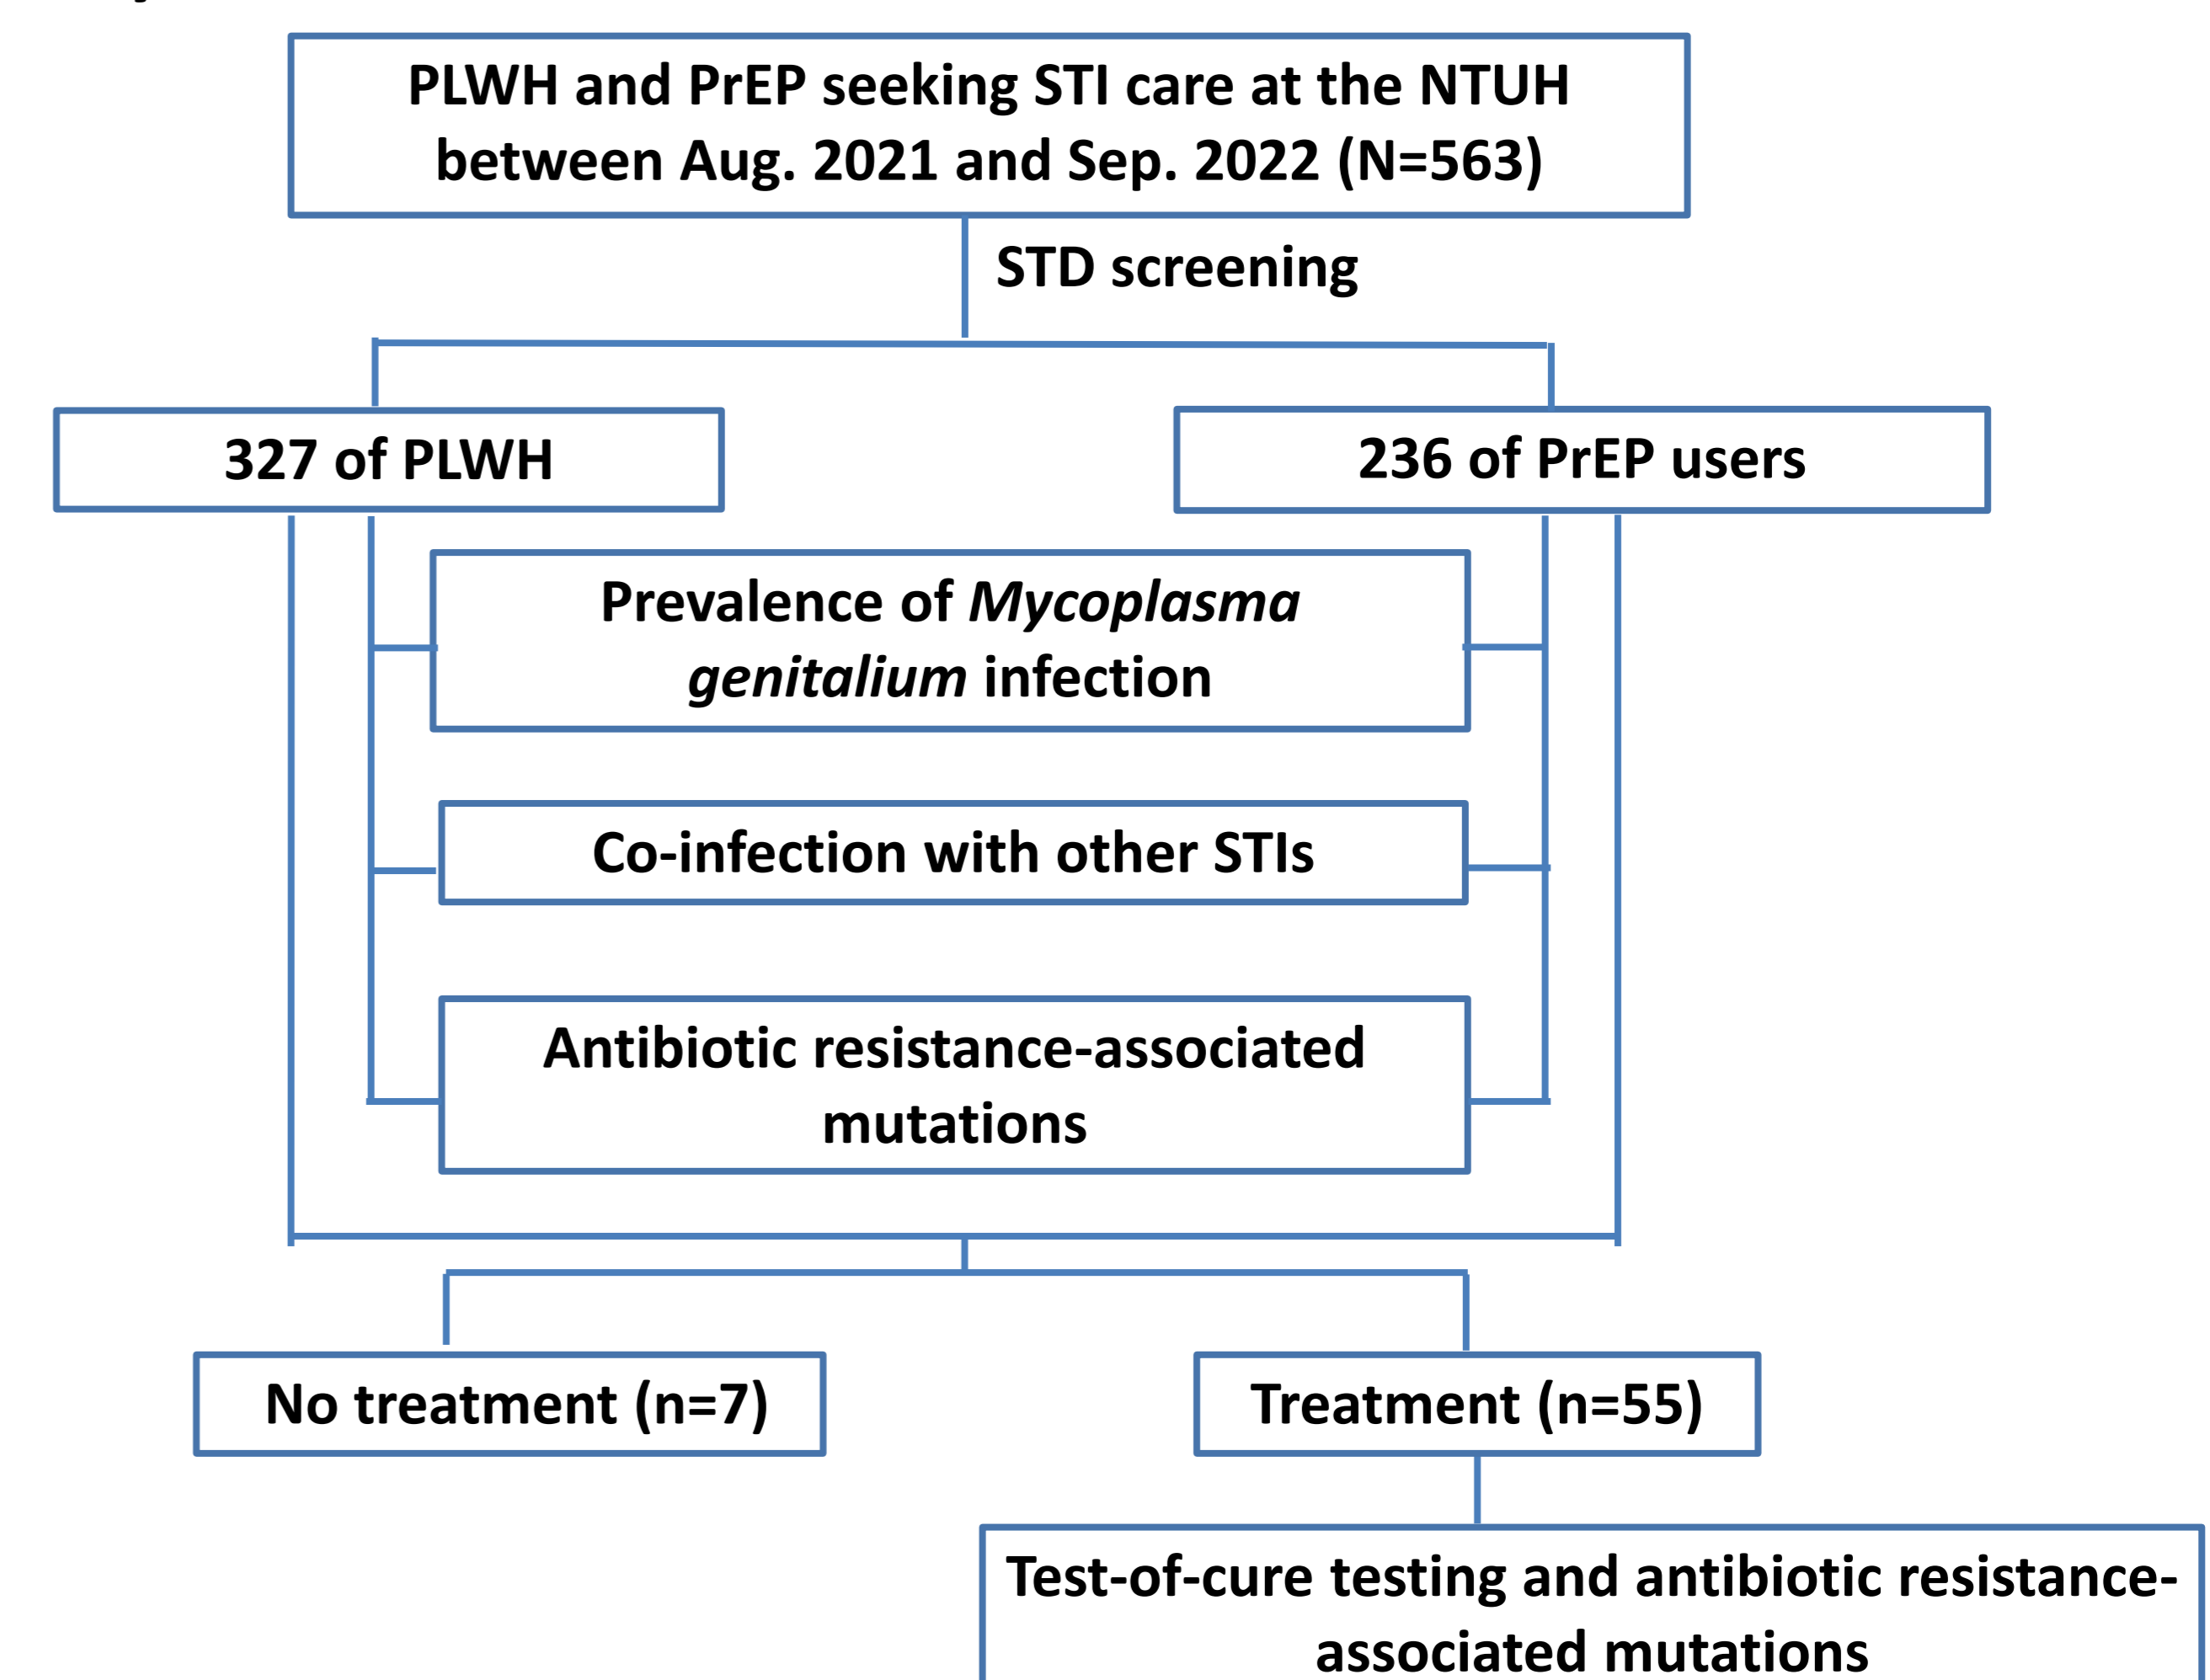 PLWH and PrEP seeking STI care at the NTUH
between Aug. 2021 and Sep. 2022 (N=563)
STD screening
327 of PLWH
236 of PrEP users
Prevalence of Mycoplasma
genitalium infection
Co-infection with other STIs
Antibiotic resistance-associated
mutations
No treatment (n=7)
Treatment (n=55)
Test-of-cure testing and antibiotic resistance-
associated mutations